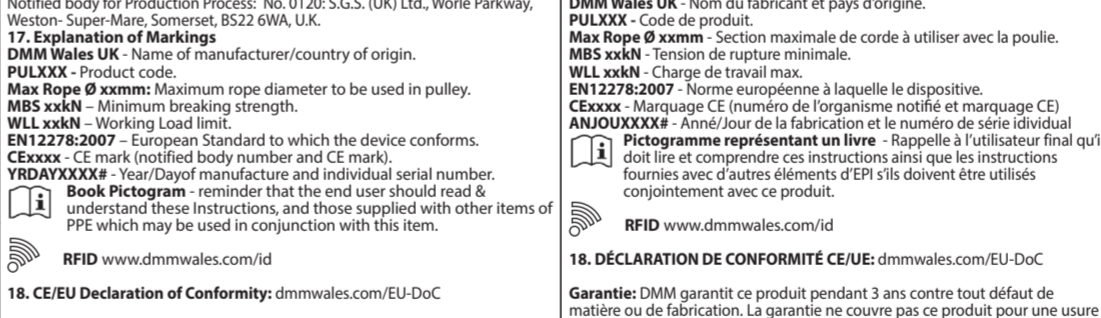 Notified body for Production Process: No. 0120: S.G.S. (UK) Ltd., Worle Parkway,
Weston- Super-Mare, Somerset, BS22 6WA, U.K.
17. Explanation of Markings
DMM Wales UK - Name of manufacturer/country of origin.
PULXXX - Product code.
Max Rope Ø xxmm: Maximum rope diameter to be used in pulley.
MBS xxkN – Minimum breaking strength.
WLL xxkN – Working Load limit.
EN12278:2007 – European Standard to which the device conforms.
CExxxx - CE mark (notified body number and CE mark).
YRDAYXXXX# - Year/Dayof manufacture and individual serial number.
Book Pictogram - reminder that the end user should read &
understand these Instructions, and those supplied with other items of
PPE which may be used in conjunction with this item.
RFID www.dmmwales.com/id
18. CE/EU Declaration of Conformity: dmmwales.com/EU-DoC
DMM Wales UK - Nom du fabricant et pays d'origine.
PULXXX - Code de produit.
Max Rope Ø xxmm - Section maximale de corde à utiliser avec la poulie.
MBS xxkN - Tension de rupture minimale.
WLL xxkN - Charge de travail max.
EN12278:2007 - Norme européenne à laquelle le dispositive.
CExxxx - Marquage CE (numéro de l'organisme notifié et marquage CE)
ANJOUXXXX# - Anné/Jour de la fabrication et le numéro de série idividual
Pictogramme représentant un livre - Rappelle à l'utilisateur final qu'i
doit lire et comprendre ces instructions ainsi que les instructions
fournies avec d'autres éléments d'EPI s'ils doivent être utilisés
conjointement avec ce produit.
RFID www.dmmwales.com/id
18. DÉCLARATION DE CONFORMITÉ CE/UE: dmmwales.com/EU-DoC
Garantie: DMM garantit ce produit pendant 3 ans contre tout défaut de
matière ou de fabrication. La garantie ne couvre pas ce produit pour une usure